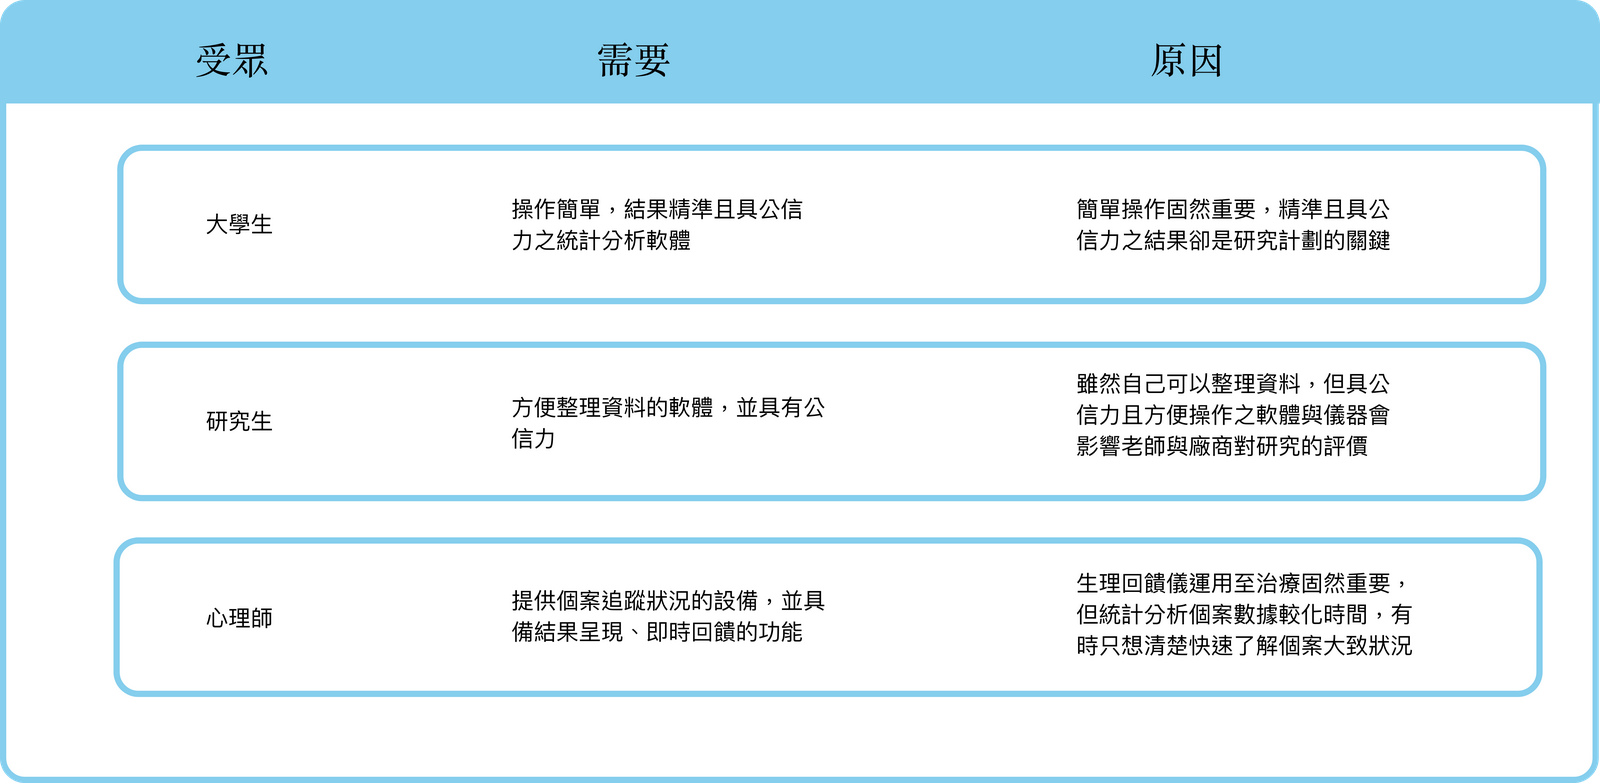 受眾
需要
原因
大學生
操作簡單，結果精準且具公信
力之統計分析軟體
簡單操作固然重要，精準且具公
信力之結果卻是研究計劃的關鍵
研究生
方便整理資料的軟體，並具有公
信力
雖然自己可以整理資料，但具公
信力且方便操作之軟體與儀器會
影響老師與廠商對研究的評價
心理師
提供個案追蹤狀況的設備，並具
備結果呈現、即時回饋的功能
生理回饋儀運用至治療固然重要，
但統計分析個案數據較化時間，有
時只想清楚快速了解個案大致狀況